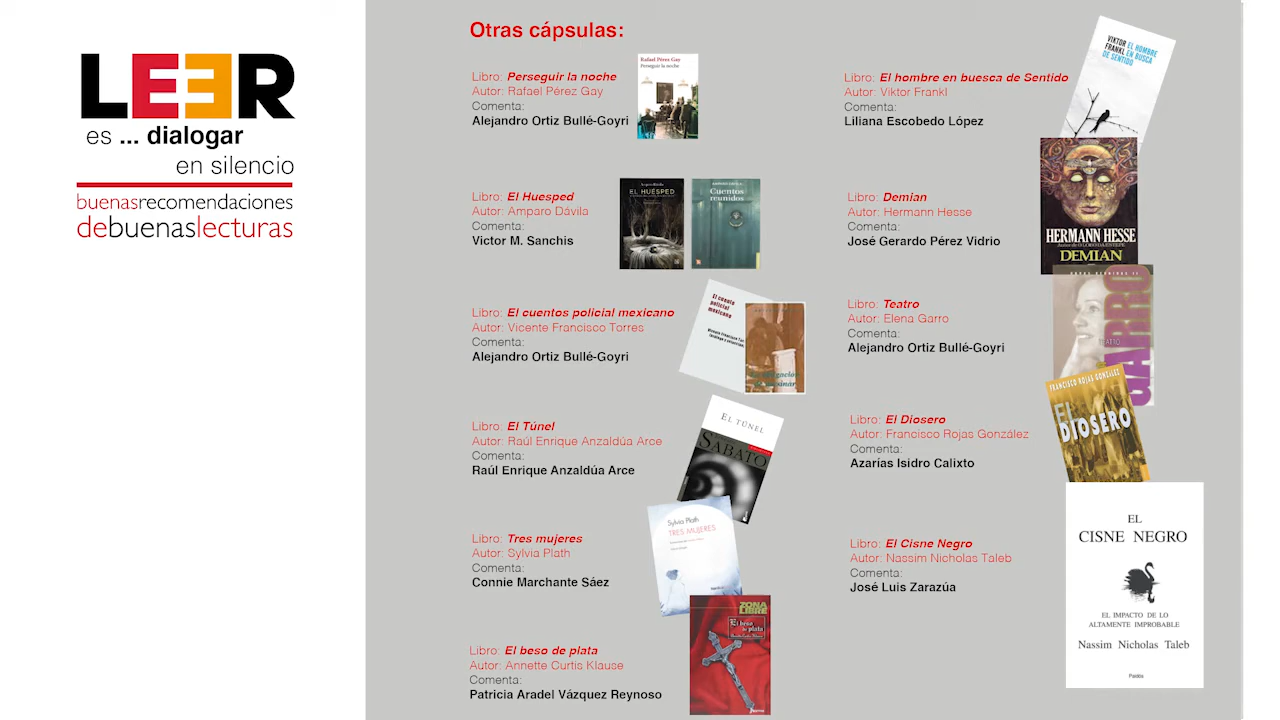 LEER
es ... dialogar
en silencio
buenasrecomendaciones
debuenaslecturas
Otras cápsulas:
Libro: Perseguir la noche
Autor: Rafael Pérez Gay
Comenta:
Alejandro Ortiz Bullé-Goyri
Rafael Pérez Gay
Perseguir la noche
Libro: El Huesped
Autor: Amparo Dávila
Comenta:
Victor M. Sanchis
EL HUÉSPED
Cuentos
reunidos
Libro: El cuentos policial mexicano
Autor: Vicente Francisco Torres
Comenta:
Alejandro Ortiz Bullé-Goyri
El cuento
policial
mexicano
Libro: El Túnel
Autor: Raúl Enrique Anzaldúa Arce
Comenta:
Raúl Enrique Anzaldúa Arce
EL TÚNEL
SABATO
Libro: Tres mujeres
Autor: Sylvia Plath
Comenta:
Connie Marchante Sáez
Sylvia Plath
TRES MUJERES
Libro: El beso de plata
Autor: Annette Curtis Klause
Comenta:
Patricia Aradel Vázquez Reynoso
ZONA
LIBRE
El beso
de plata
Libro: El hombre en buesca de Sentido
Autor: Viktor Frankl
Comenta:
Liliana Escobedo López
VIKTOR EL HOMBRE
FRANKL EN BUSCA
DE SENTIDO
Libro: Demian
Autor: Hermann Hesse
Comenta:
José Gerardo Pérez Vidrio
HERMANN HESSE
DEMIAN
Libro: Teatro
Autor: Elena Garro
Comenta:
Alejandro Ortiz Bullé-Goyri
GARRO
TEATRO
Libro: El Diosero
Autor: Francisco Rojas González
Comenta:
Azarías Isidro Calixto
FRANCISCO ROJAS GONZÁLEZ
EL
DIOSERO
Libro: El Cisne Negro
Autor: Nassim Nicholas Taleb
Comenta:
José Luis Zarazúa
EL
CISNE NEGRO
EL IMPACTO DE LO
ALTAMENTE IMPROBABLE
Nassim Nicholas Taleb
Paidós